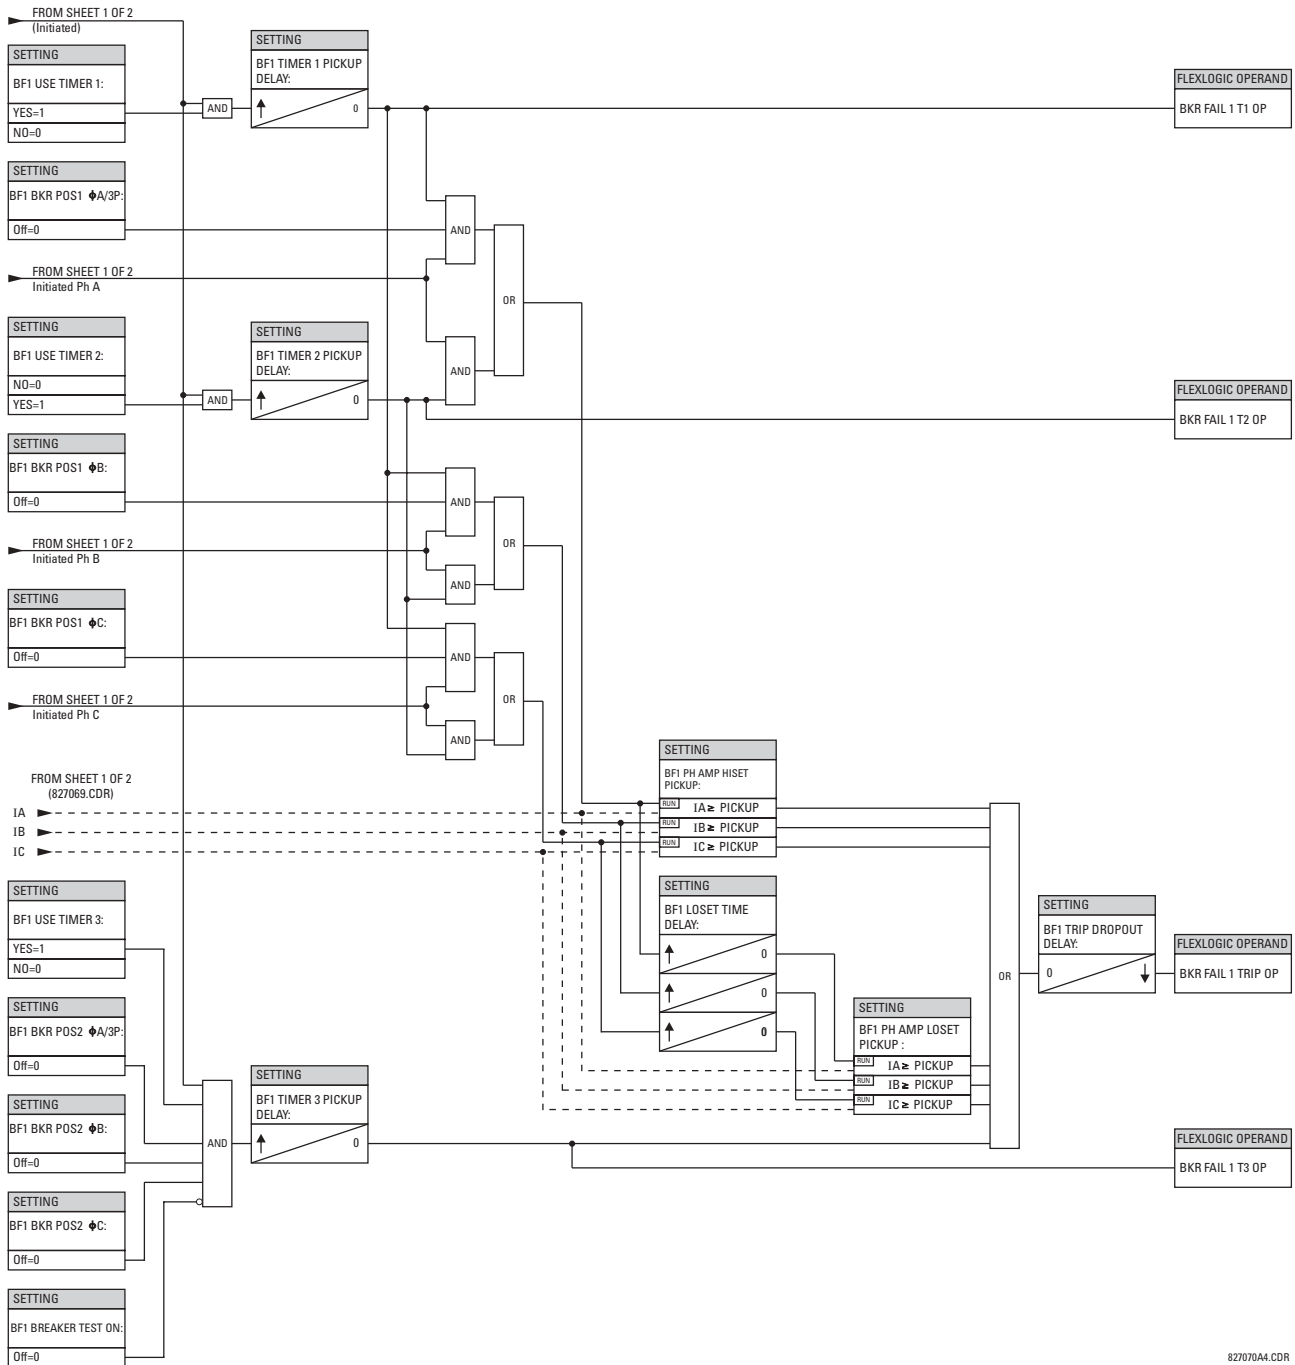 FROM SHEET 1 OF 2
(Initiated)
SETTING
BF1 USE TIMER 1:
YES=1
NO=0
AND
SETTING
BF1 TIMER 1 PICKUP
DELAY:
0
FLEXLOGIC OPERAND
BKR FAIL 1 T1 OP
SETTING
BF1 BKR POS1 ɸA/3P:
Off=0
AND
FROM SHEET 1 OF 2
Initiated Ph A
OR
SETTING
BF1 USE TIMER 2:
NO=0
YES=1
AND
SETTING
BF1 TIMER 2 PICKUP
DELAY:
0
AND
FLEXLOGIC OPERAND
BKR FAIL 1 T2 OP
SETTING
BF1 BKR POS1 ɸB:
Off=0
AND
OR
FROM SHEET 1 OF 2
Initiated Ph B
AND
SETTING
BF1 BKR POS1 ɸC:
Off=0
AND
OR
FROM SHEET 1 OF 2
Initiated Ph C
AND
FROM SHEET 1 OF 2
(827069.CDR)
IA
IB
IC
SETTING
BF1 PH AMP HISET
PICKUP:
RUN IA ≥ PICKUP
RUN IB ≥ PICKUP
RUN IC ≥ PICKUP
SETTING
BF1 USE TIMER 3:
YES=1
NO=0
SETTING
BF1 LOSET TIME
DELAY:
0
0
0
SETTING
BF1 PH AMP LOSET
PICKUP :
RUN IA ≥ PICKUP
RUN IB ≥ PICKUP
RUN IC ≥ PICKUP
OR
SETTING
BF1 TRIP DROPOUT
DELAY:
0
FLEXLOGIC OPERAND
BKR FAIL 1 TRIP OP
SETTING
BF1 BKR POS2 ɸA/3P:
Off=0
SETTING
BF1 BKR POS2 ɸB:
Off=0
AND
SETTING
BF1 TIMER 3 PICKUP
DELAY:
0
FLEXLOGIC OPERAND
BKR FAIL 1 T3 OP
SETTING
BF1 BKR POS2 ɸC:
Off=0
SETTING
BF1 BREAKER TEST ON:
Off=0
827070A4.CDR